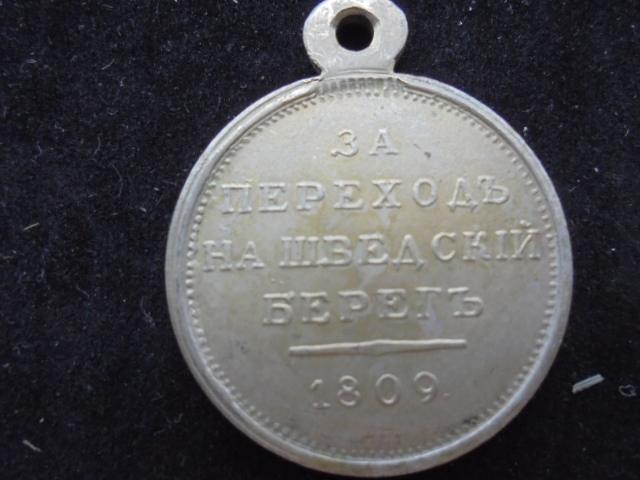 ЗА
ПЕРЕХОДЪ
НА ШВЕДСКІЙ
БЕРЕГЪ
1809.